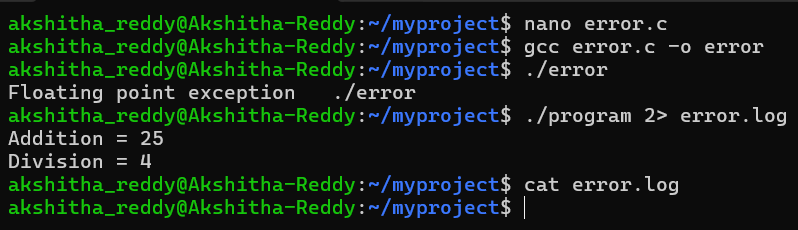 akshitha_reddy@Akshitha-Reddy:~/myproject$ nano error.c
akshitha_reddy@Akshitha-Reddy:~/myproject$ gcc error.c -o error
akshitha_reddy@Akshitha-Reddy:~/myproject$ ./error
Floating point exception   ./error
akshitha_reddy@Akshitha-Reddy:~/myproject$ ./program 2> error.log
Addition = 25
Division = 4
akshitha_reddy@Akshitha-Reddy:~/myproject$ cat error.log
akshitha_reddy@Akshitha-Reddy:~/myproject$